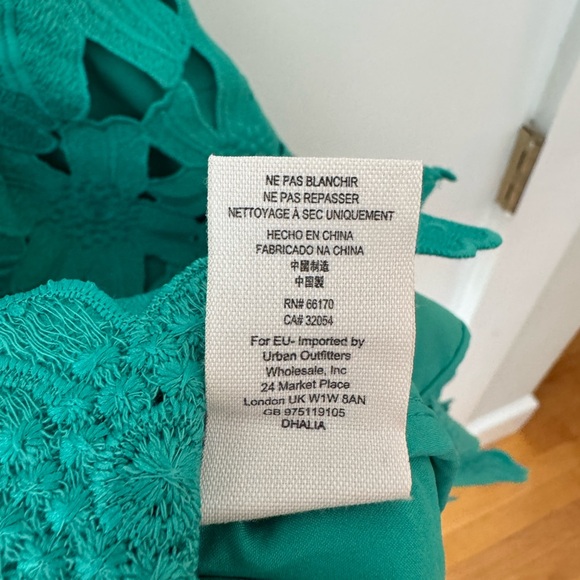 NE PAS BLANCHIR
NE PAS REPASSER
NETTOYAGE À SEC UNIQUEMENT
HECHO EN CHINA
FABRICADO NA CHINA
中國制造
中國製
RN# 66170
CA# 32054
For EU- Imported by
Urban Outfitters
Wholesale, Inc
24 Market Place
London UK W1W 8AN
GB 975119105
DHALIA